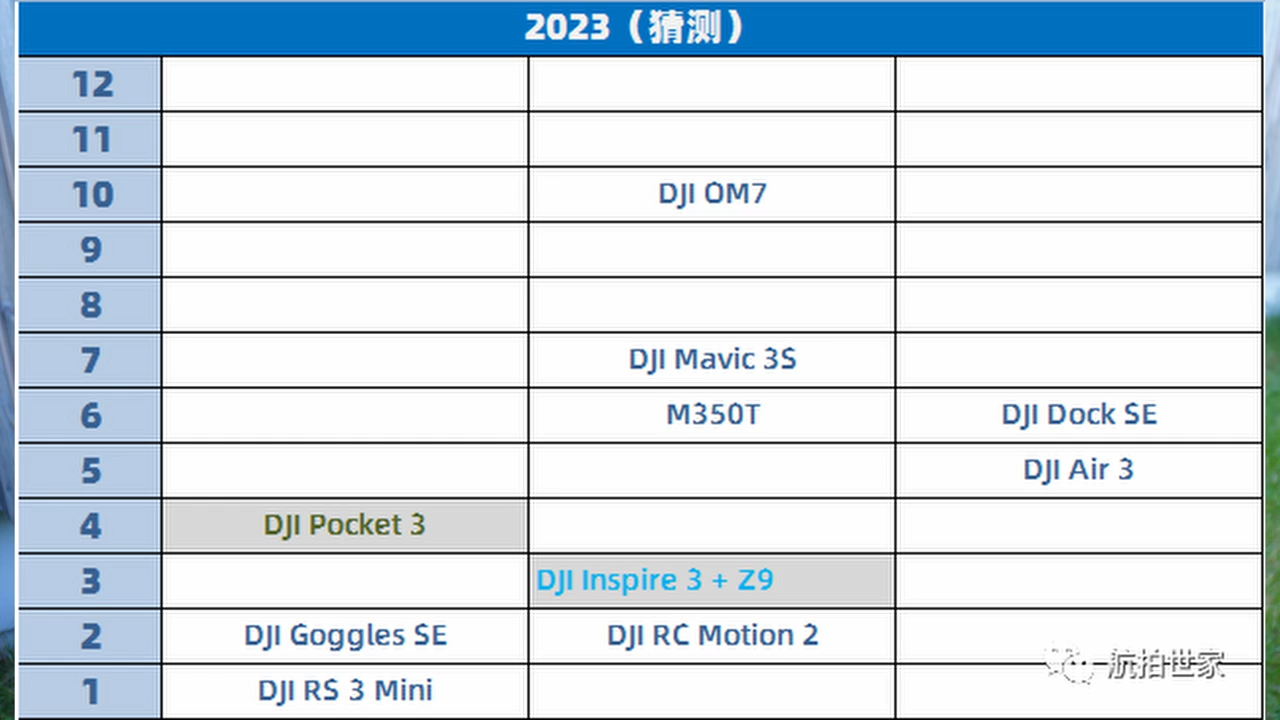 2023（猜测）
12
11
10 DJI OM7
9
8
7 DJI Mavic 3S
6 M350T DJI Dock SE
5 DJI Air 3
4 DJI Pocket 3
3 DJI Inspire 3 + Z9
2 DJI Goggles SE DJI RC Motion 2
航拍世家
1 DJI RS 3 Mini